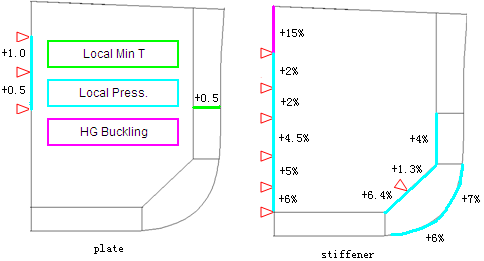 +1.0
+0.5
Local Min T
Local Press.
HG Buckling
+0.5
plate
+15%
+2%
+2%
+4.5%
+5%
+6%
+4%
+1.3%
+6.4%
+7%
+6%
stiffener